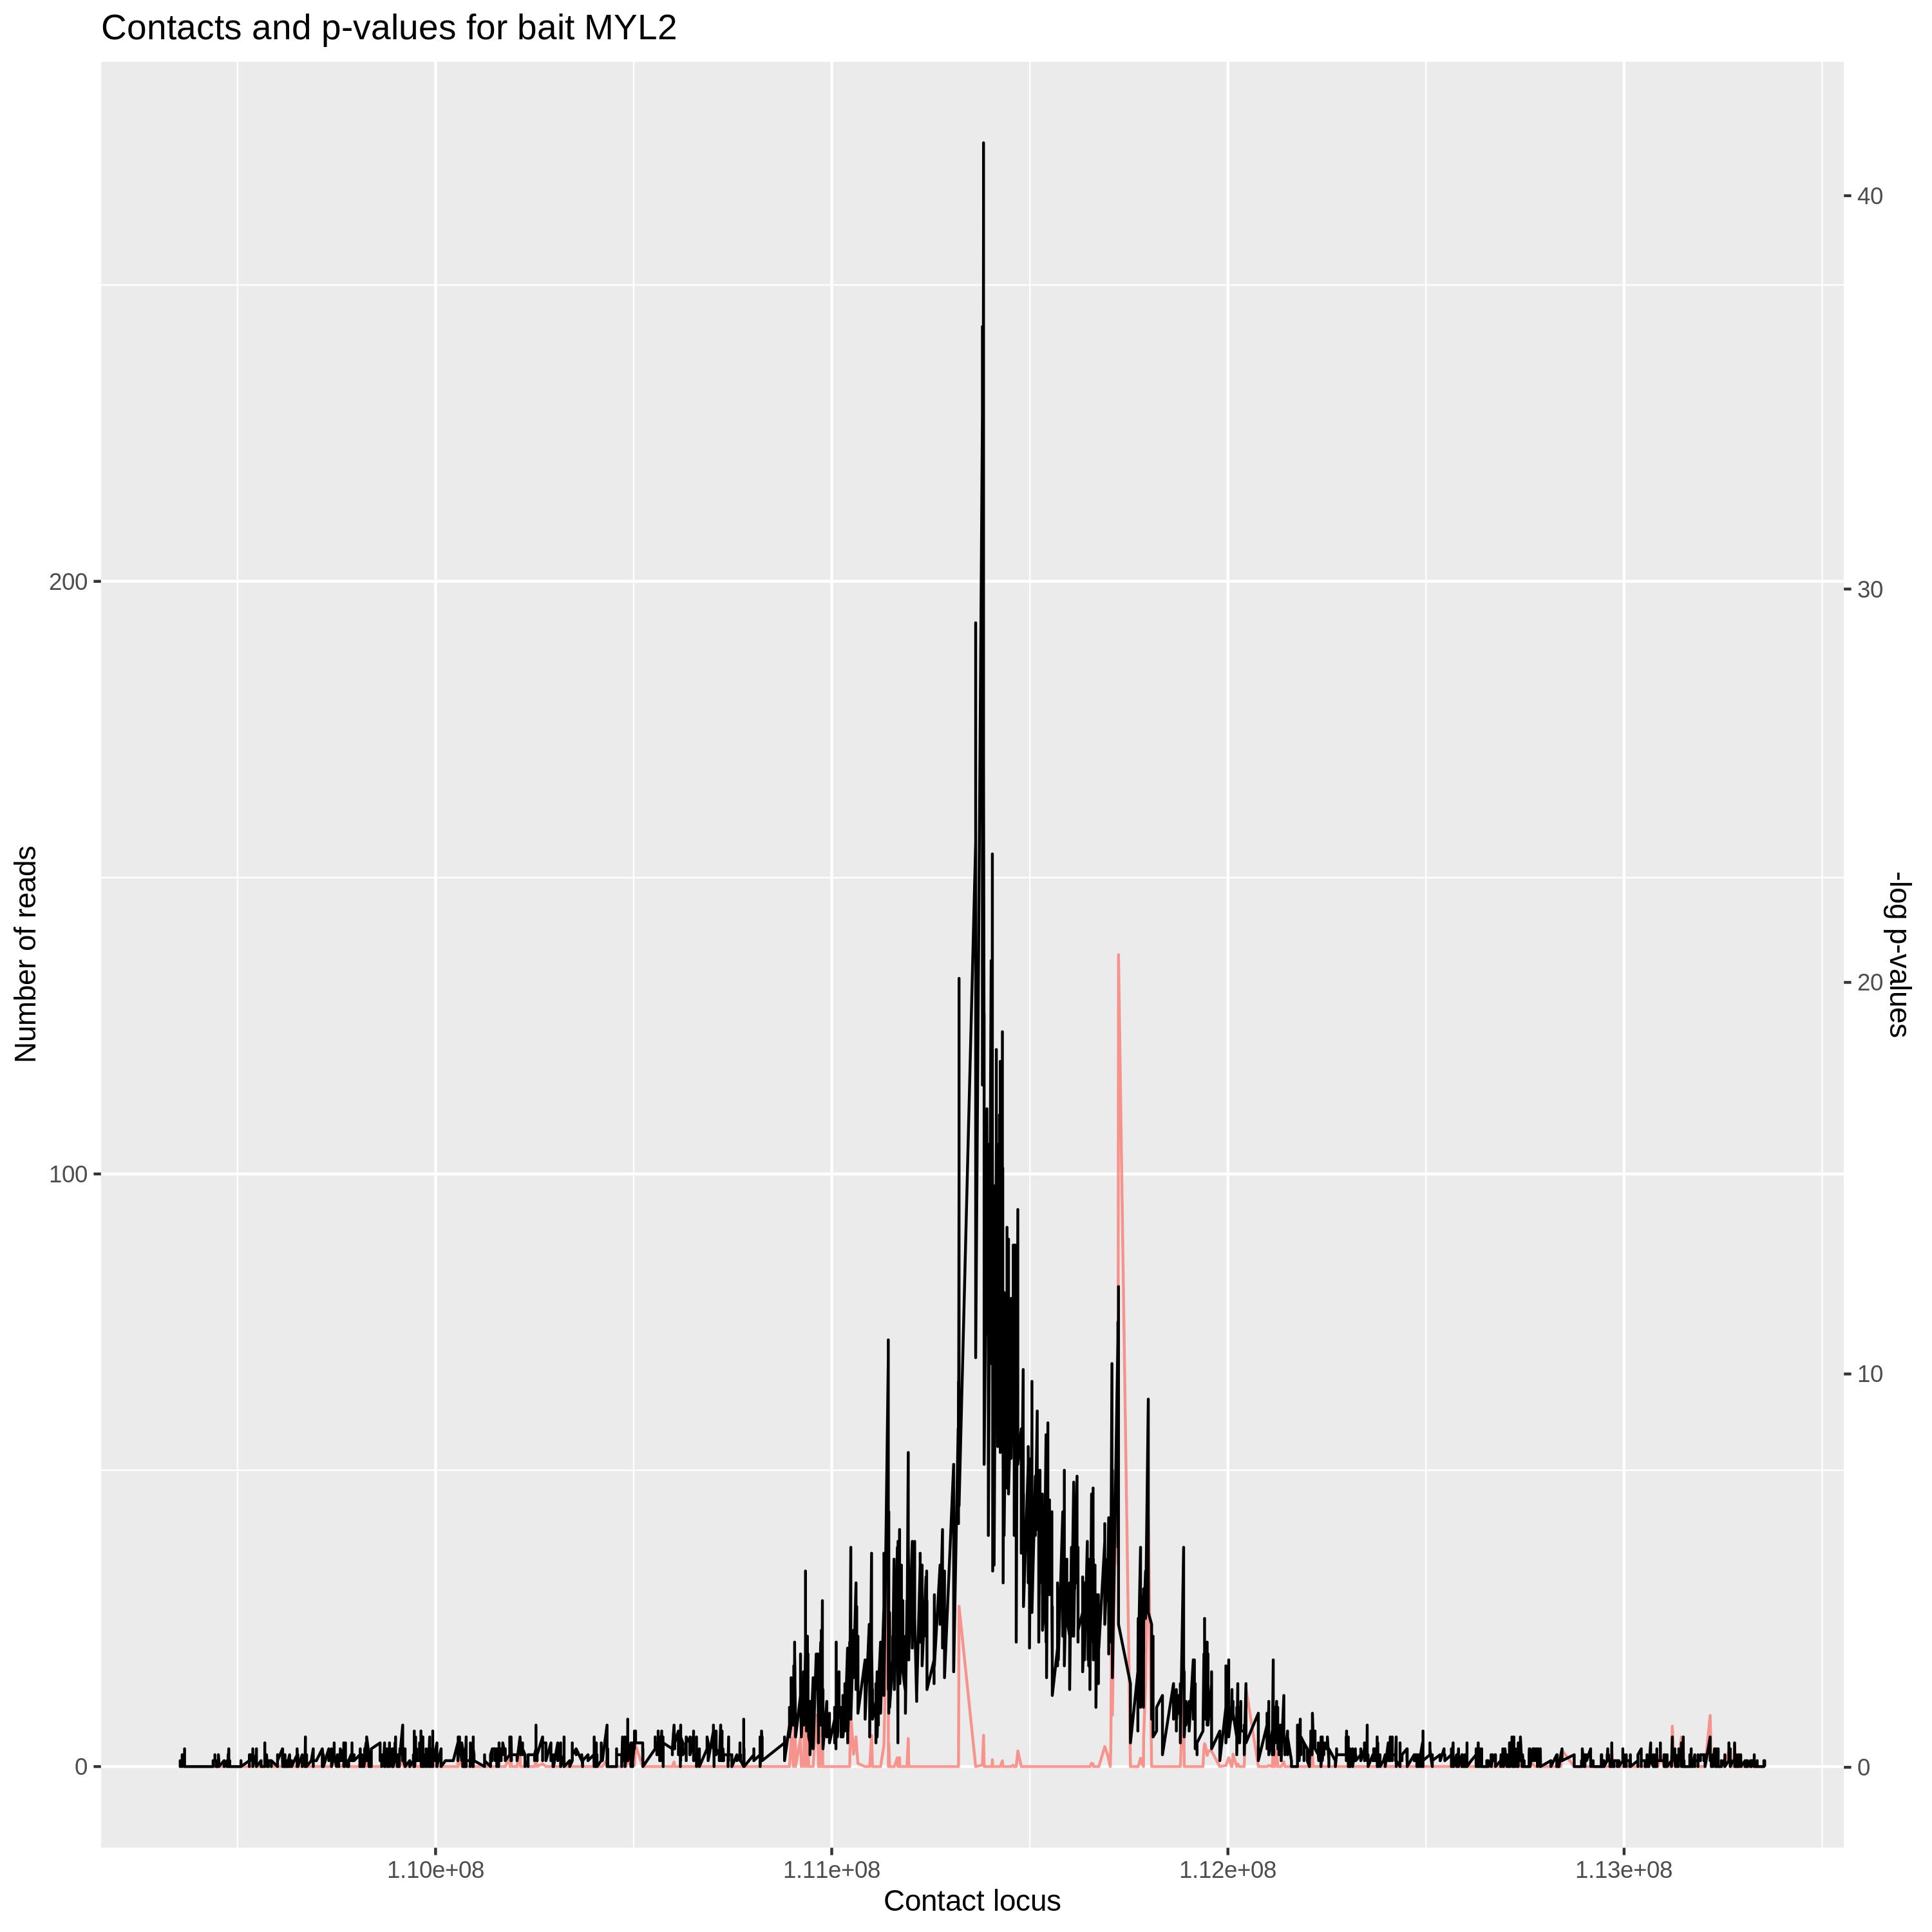 Contacts and p-values for bait MYL2
Number of reads
200
100
0
40
30
20
10
0
-log p-values
1.10e+08
1.11e+08
1.12e+08
1.13e+08
Contact locus